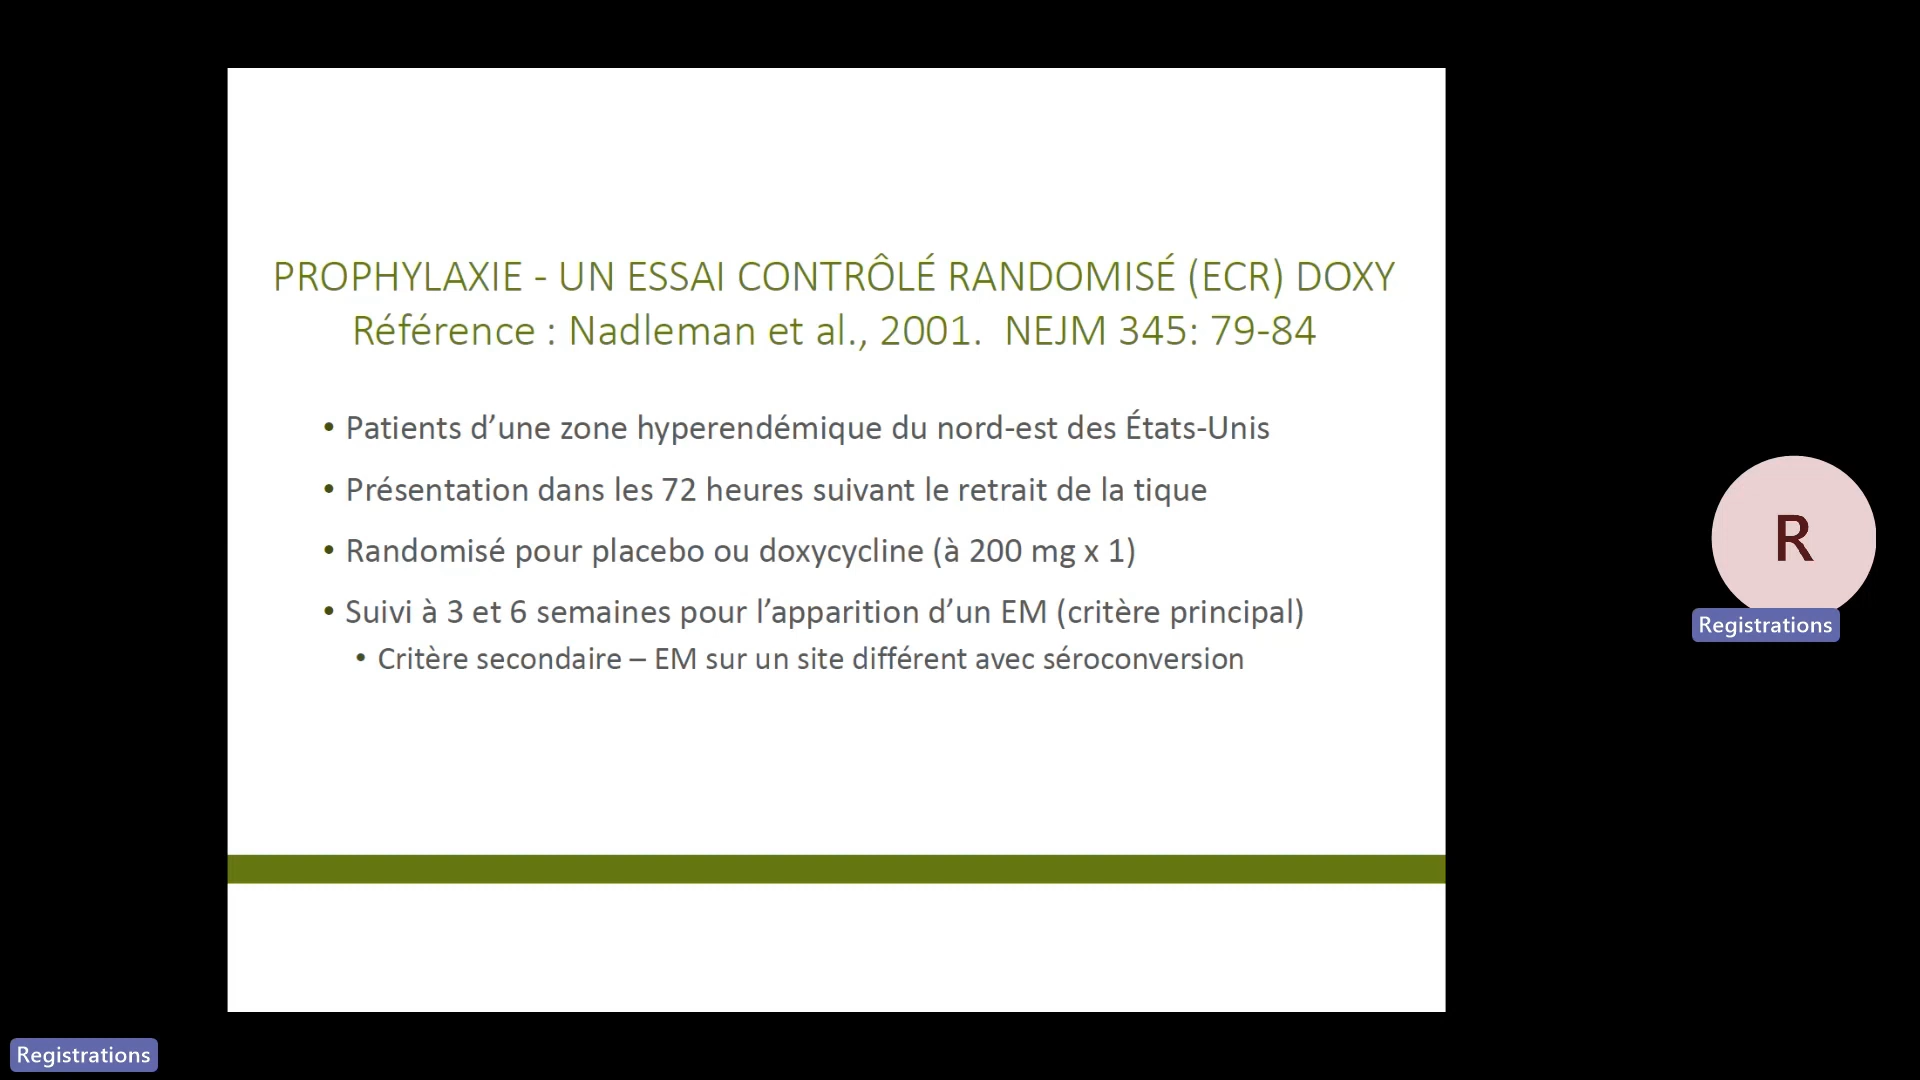 PROPHYLAXIE - UN ESSAI CONTRÔLÉ RANDOMISÉ (ECR) DOXY
Référence : Nadleman et al., 2001. NEJM 345: 79-84
• Patients d’une zone hyperendémique du nord-est des États-Unis
• Présentation dans les 72 heures suivant le retrait de la tique
• Randomisé pour placebo ou doxycycline (à 200 mg x 1)
• Suivi à 3 et 6 semaines pour l’apparition d’un EM (critère principal)
• Critère secondaire – EM sur un site différent avec séroconversion
R
Registrations
Registrations